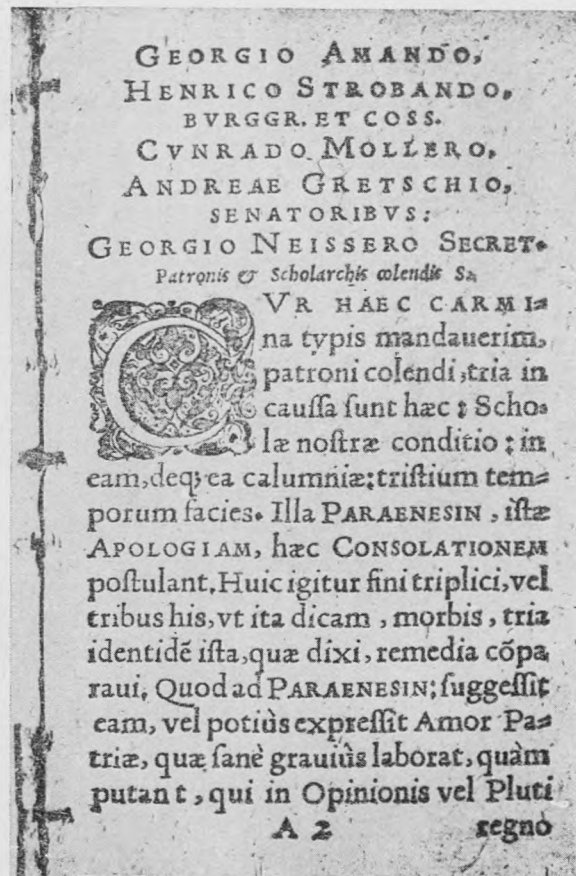 GEORGIO AMANDO,
HENRICO STROBANDO,
BVRGGR. ET COSS.
CVNRADO MOLLERO,
ANDREAE GRETSCHIO,
SENATORIBVS:
GEORGIO NEISSERO SECRET.
Patronis & Scholarchis colendis S.
CVR HAEC CARMI=
na typis mandauerim,
patroni colendi, tria in
cauſſa ſunt hæc: Scho=
læ noſtræ conditio: in
eam, deq; ea calumniæ: triſtium tem=
porum facies. Illa PARAENESIN, iſtæ
APOLOGIAM, hæc CONSOLATIONEM
poſtulant. Huic igitur fini triplici, vel
tribus his, vt ita dicam, morbis, tria
identidẽ iſta, quæ dixi, remedia cõpa
raui. Quod ad PARAENESIN: ſuggeſſit
eam, vel potiùs expreſſit Amor Pa=
triæ, quæ ſanè grauiùs laborat, quàm
putant, qui in Opinionis vel Pluti
A 2 regno